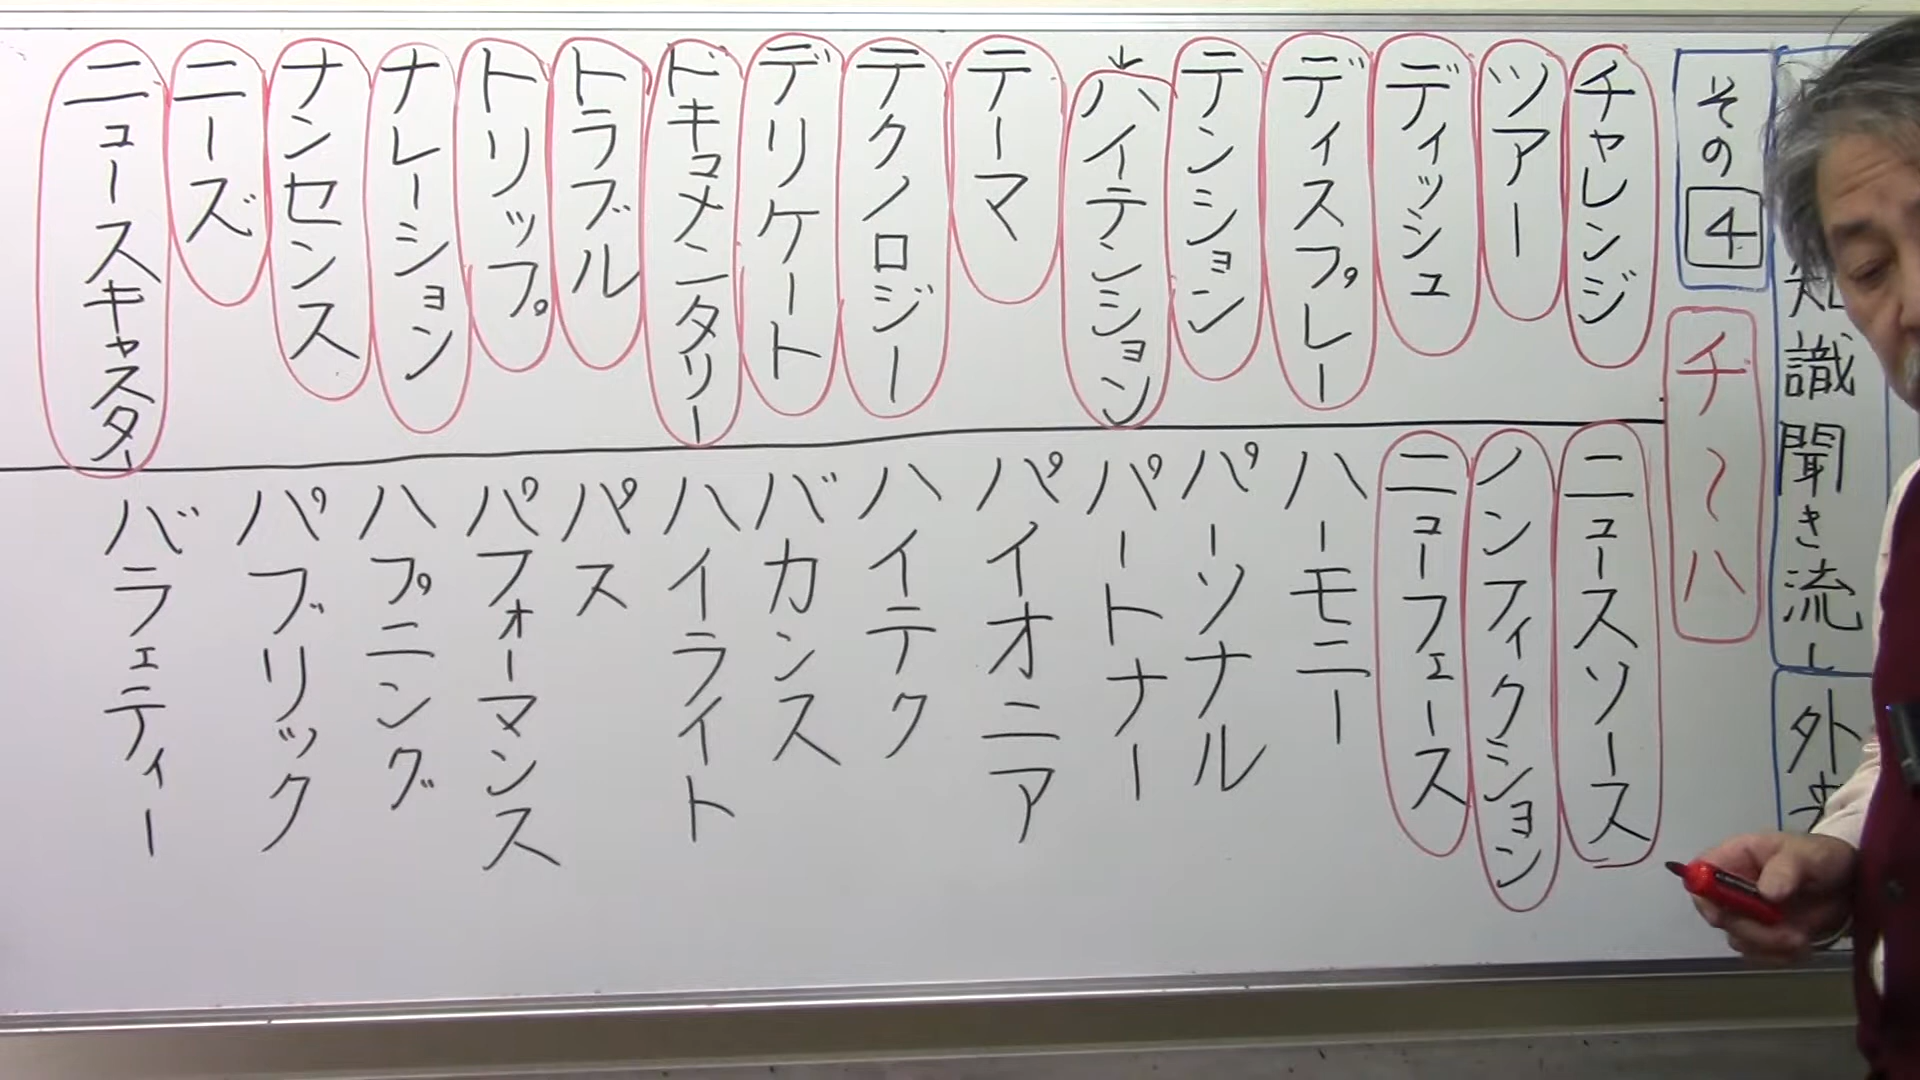 知識聞き流し
外
その4
チ〜ハ
チャレンジ
ツアー
ディッシュ
ディスプレー
テンション
ハイテンション
テーマ
テクノロジー
デリケート
ドキュメンタリー
トラブル
トリップ
ナレーション
ナンセンス
ニーズ
ニュースキャスター
ニュースソース
ノンフィクション
ニューフェース
ハーモニー
パーソナル
パートナー
パイオニア
ハイテク
バカンス
ハイライト
パス
パフォーマンス
ハプニング
パブリック
バラェティー